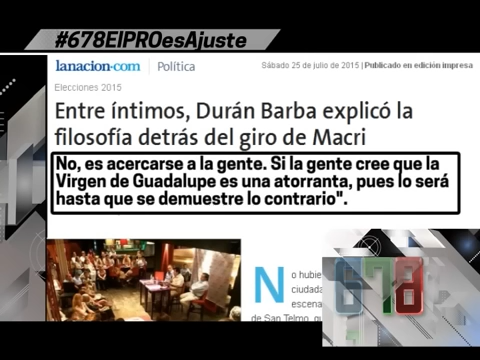 #678ElPROesAjuste
lanacion.com | Política
Sábado 25 de julio de 2015 | Publicado en edición impresa
Elecciones 2015
Entre íntimos, Durán Barba explicó la
filosofía detrás del giro de Macri
No, es acercarse a la gente. Si la gente cree que la
Virgen de Guadalupe es una atorranta, pues lo será
hasta que se demuestre lo contrario".
No hubie
ciudada
escena
de San Telmo,
678